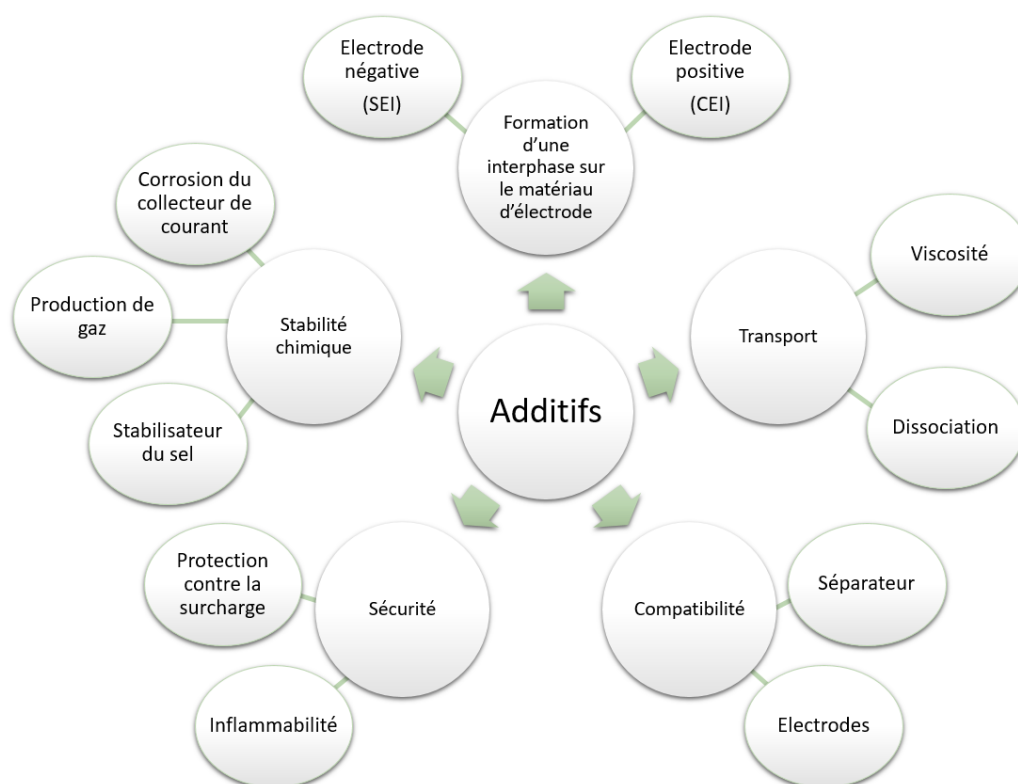 Electrode
négative
(SEI)
Electrode
positive
(CEI)
Formation
d'une
interphase sur
le matériau
d'électrode
Corrosion du
collecteur de
courant
Production de
gaz
Stabilisateur
du sel
Stabilité
chimique
Viscosité
Transport
Dissociation
Additifs
Protection
contre la
surcharge
Inflammabilité
Sécurité
Compatibilité
Séparateur
Electrodes